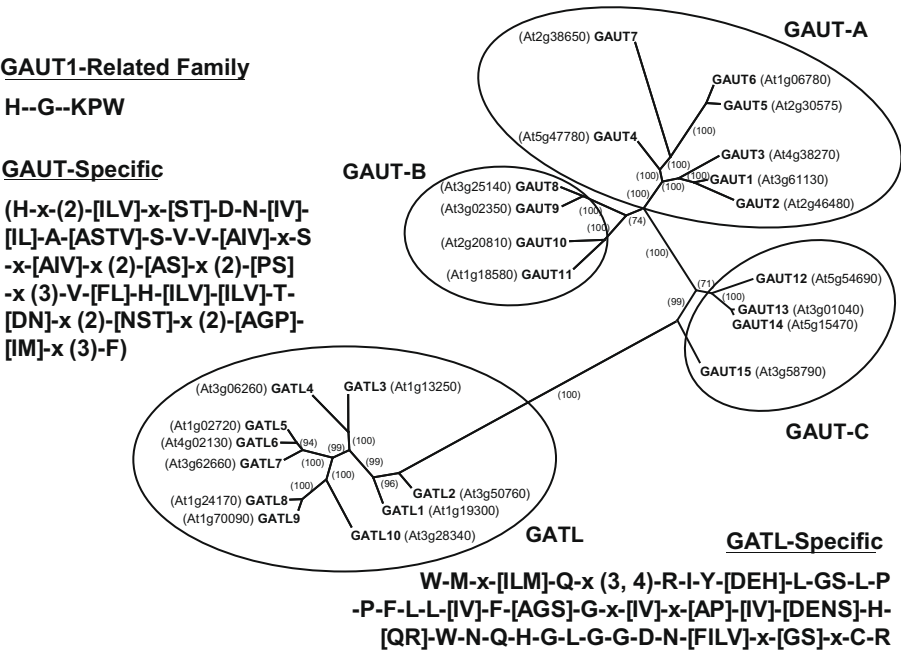 GAUT1-Related Family
H--G--KPW
GAUT-Specific
(H-x-(2)-[ILV]-x-[ST]-D-N-[IV]-
[IL]-A-[ASTV]-S-V-V-[AIV]-x-S
-x-[AIV]-x (2)-[AS]-x (2)-[PS]
-x (3)-V-[FL]-H-[ILV]-[ILV]-T-
[DN]-x (2)-[NST]-x (2)-[AGP]-
[IM]-x (3)-F)
GAUT-A
(At2g38650) GAUT7
GAUT6 (At1g06780)
GAUT5 (At2g30575)
(100)
(At5g47780) GAUT4
GAUT3 (At4g38270)
(100)
(100)
(100)
GAUT1 (At3g61130)
(100)
(100)
GAUT2 (At2g46480)
GAUT-B
(At3g25140) GAUT8
(At3g02350) GAUT9
(100)
(74)
(100)
(At2g20810) GAUT10
(At1g18580) GAUT11
(100)
(71)
GAUT12 (At5g54690)
(100)
(99)
GAUT13 (At3g01040)
GAUT14 (At5g15470)
GAUT15 (At3g58790)
GAUT-C
(100)
(At3g06260) GATL4
GATL3 (At1g13250)
(At1g02720) GATL5
(At4g02130) GATL6
(94)
(99)
(100)
(At3g62660) GATL7
(100)
(99)
(100)
(96)
(100)
(At1g24170) GATL8
(At1g70090) GATL9
GATL2 (At3g50760)
GATL1 (At1g19300)
GATL10 (At3g28340)
GATL
GATL-Specific
W-M-x-[ILM]-Q-x (3, 4)-R-I-Y-[DEH]-L-GS-L-P
-P-F-L-L-[IV]-F-[AGS]-G-x-[IV]-x-[AP]-[IV]-[DENS]-H-
[QR]-W-N-Q-H-G-L-G-G-D-N-[FILV]-x-[GS]-x-C-R